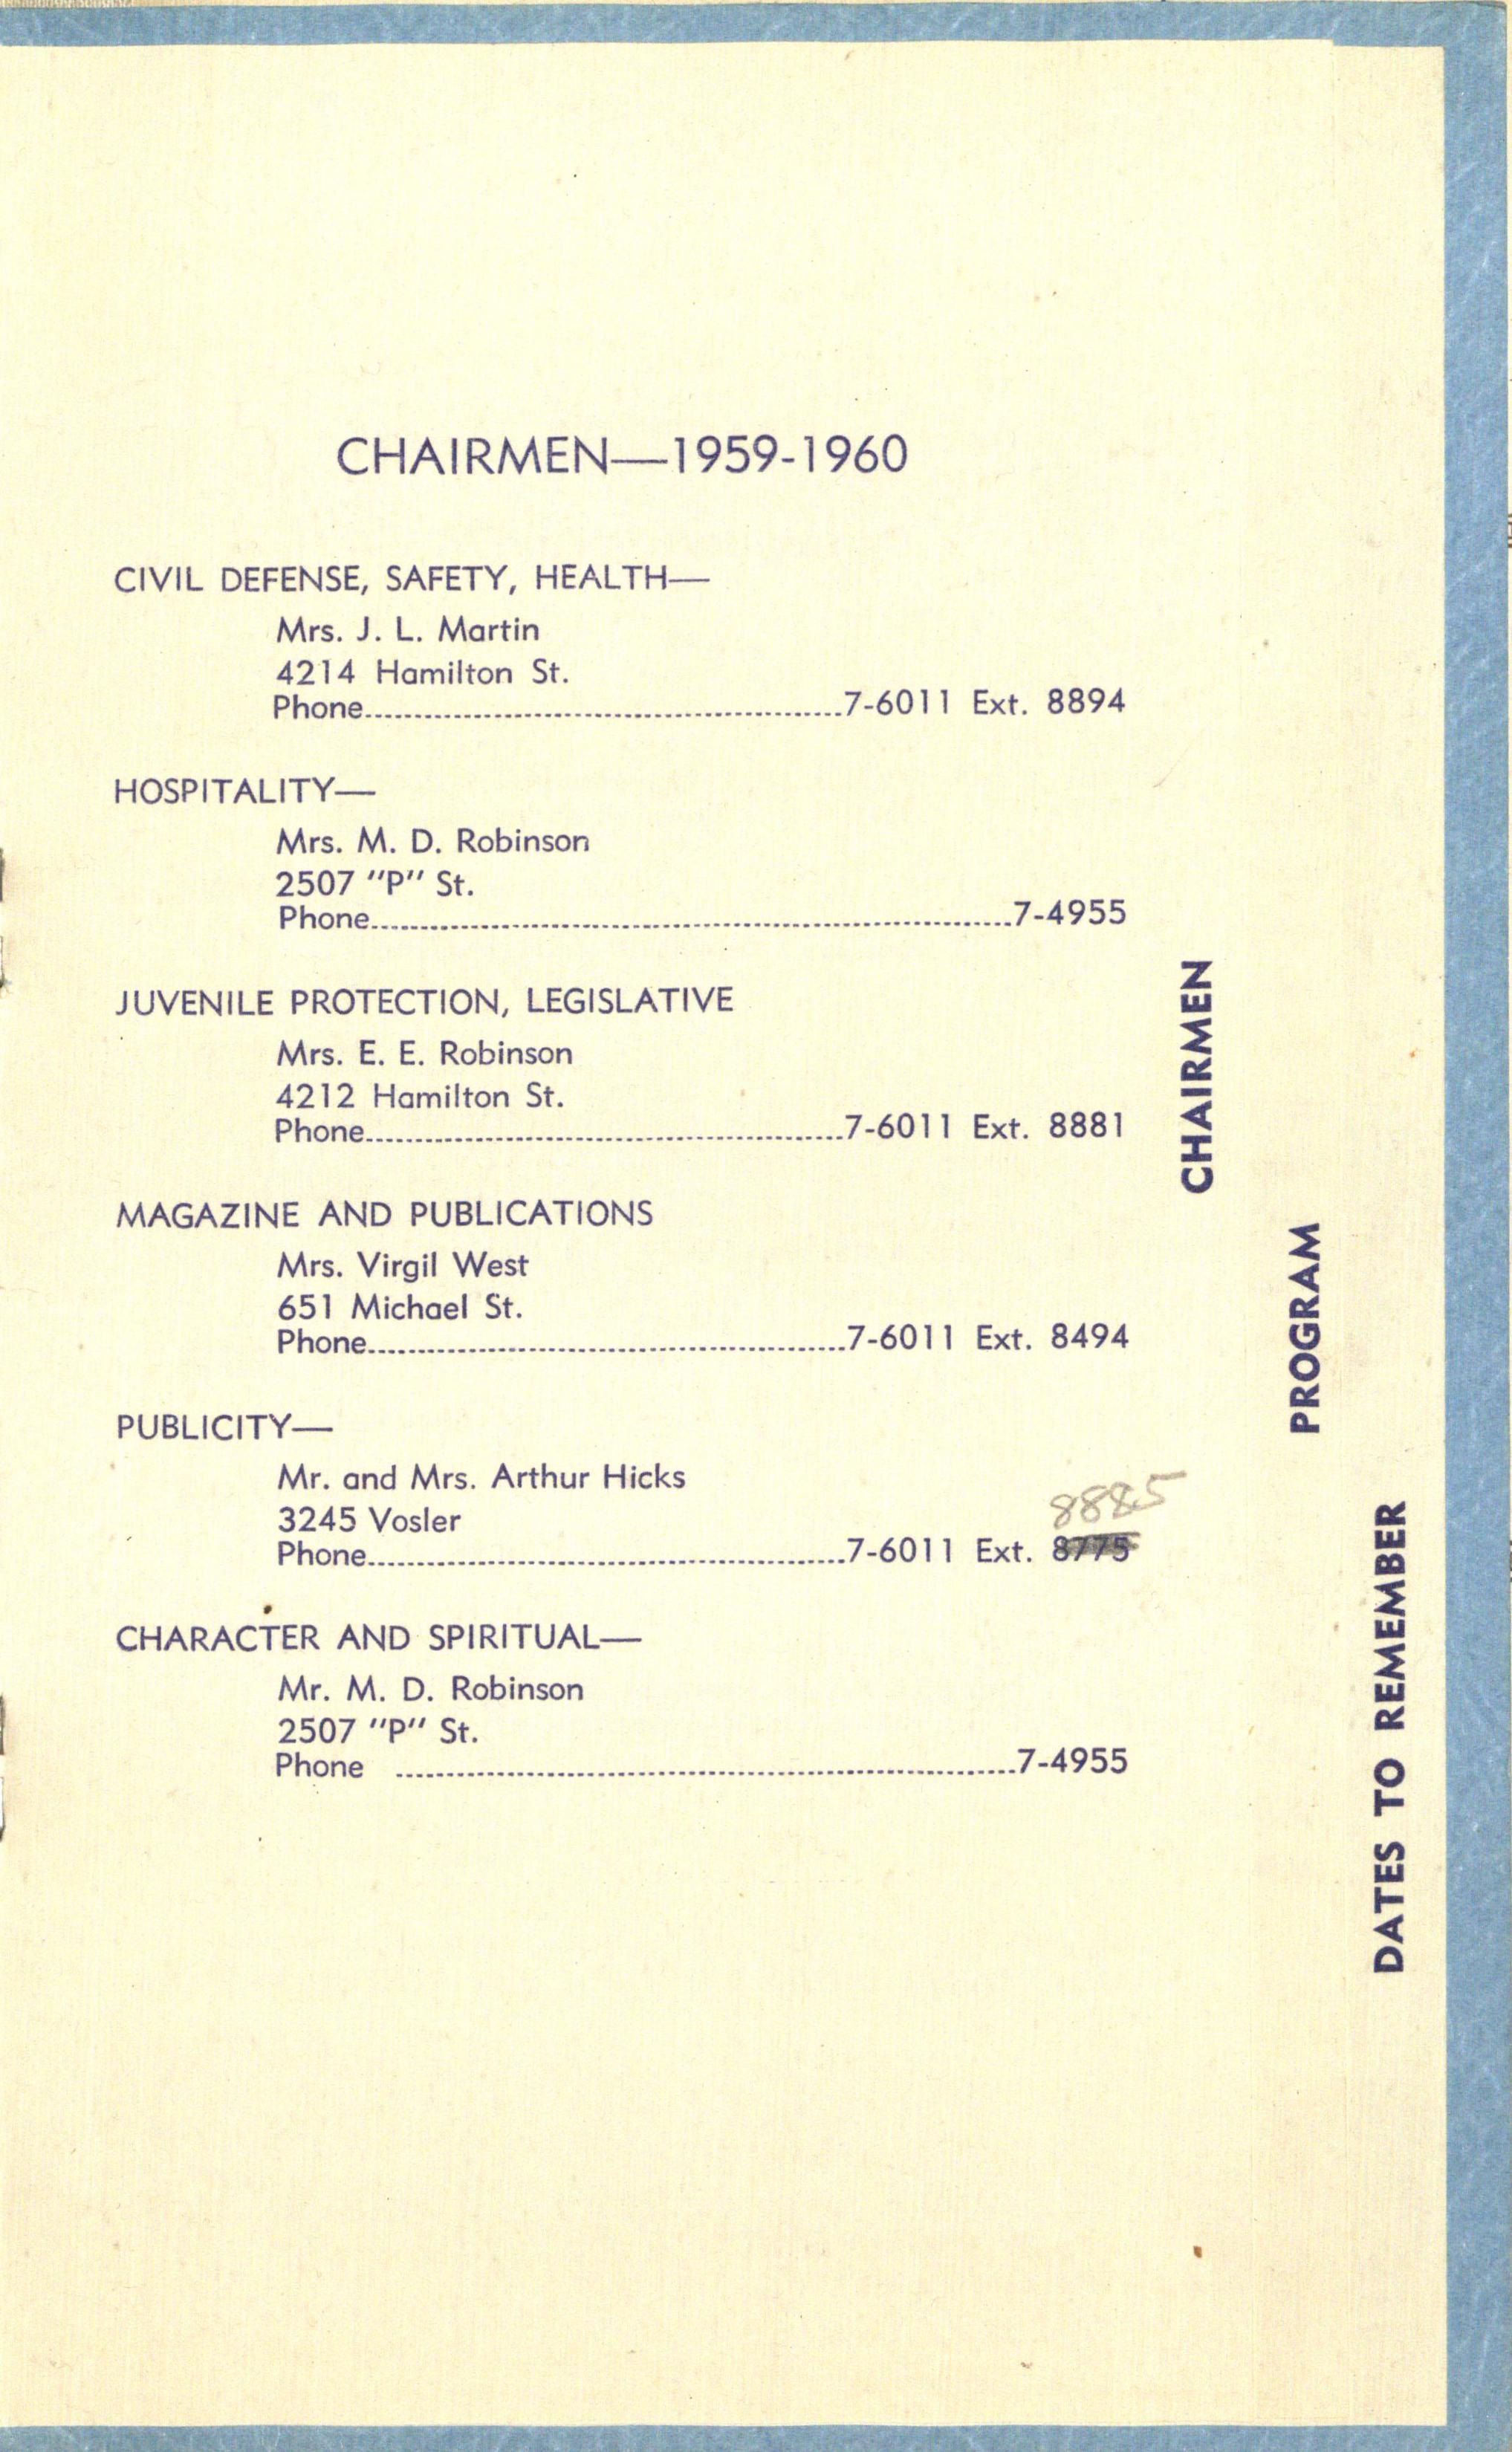 CHAIRMEN—1959-1960
CIVIL DEFENSE, SAFETY, HEALTH—
Mrs. J. L. Martin
4214 Hamilton St.
Phone................................................7-6011 Ext. 8894
HOSPITALITY—
Mrs. M. D. Robinson
2507 "P" St.
Phone................................................................7-4955
JUVENILE PROTECTION, LEGISLATIVE
Mrs. E. E. Robinson
4212 Hamilton St.
Phone................................................7-6011 Ext. 8881
MAGAZINE AND PUBLICATIONS
Mrs. Virgil West
651 Michael St.
Phone................................................7-6011 Ext. 8494
PUBLICITY—
Mr. and Mrs. Arthur Hicks
3245 Vosler
8885
Phone................................................7-6011 Ext. 8775
CHARACTER AND SPIRITUAL—
Mr. M. D. Robinson
2507 "P" St.
Phone ..............................................................7-4955
CHAIRMEN
PROGRAM
DATES TO REMEMBER